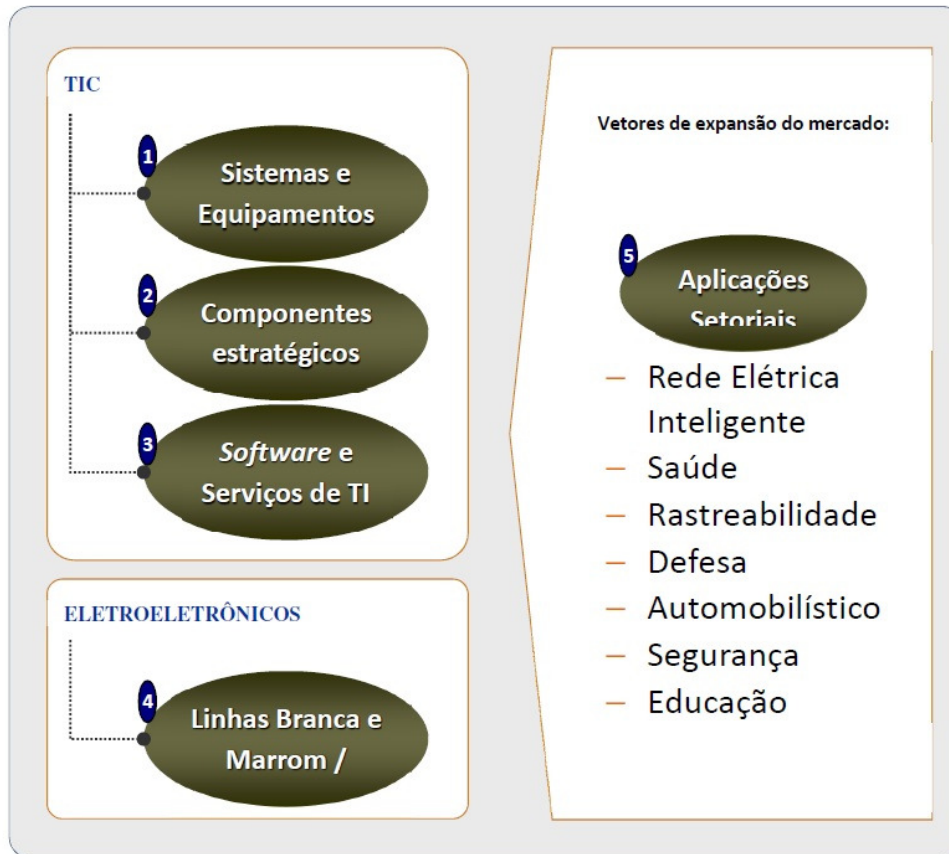 TIC
1
Sistemas e
Equipamentos
2
Componentes
estratégicos
3
Software e
Serviços de TI
ELETROELETRÔNICOS
4
Linhas Branca e
Marrom /
Vetores de expansão do mercado:
5
Aplicações
Setoriais
– Rede Elétrica
Inteligente
– Saúde
– Rastreabilidade
– Defesa
– Automobilístico
– Segurança
– Educação